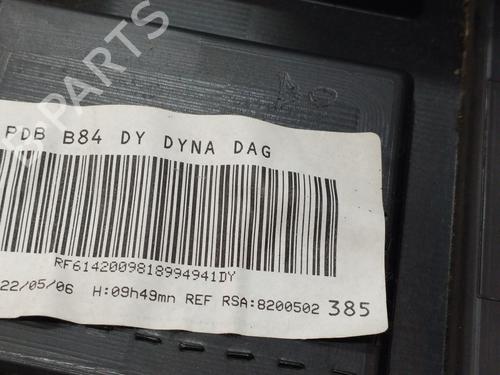 B-PARTS
PDB B84 DY DYNA DAG
RF6142009818994941DY
22/05/06 H:09h49mn REF RSA:8200502 385